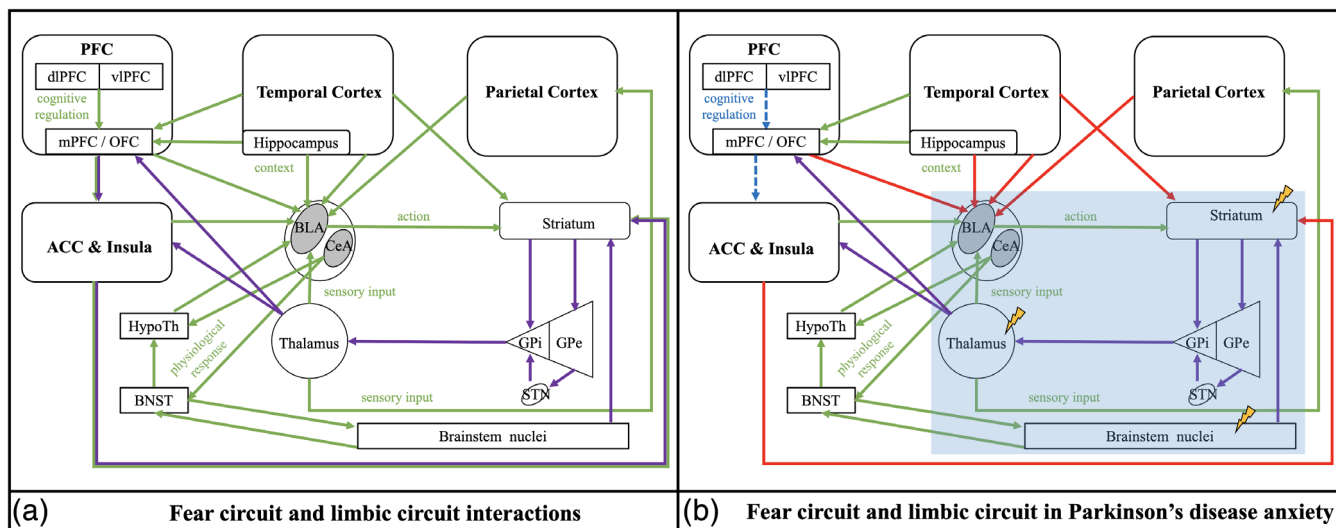 PFC
dlPFC vlPFC
cognitive
regulation
mPFC / OFC
Temporal Cortex
Hippocampus
context
Parietal Cortex
ACC & Insula
BLA
CeA
action
Striatum
sensory input
HypoTh
physiological
response
Thalamus
GPi GPe
STN
BNST
sensory input
Brainstem nuclei
(a) Fear circuit and limbic circuit interactions
PFC
dlPFC vlPFC
cognitive
regulation
mPFC / OFC
Temporal Cortex
Hippocampus
context
Parietal Cortex
ACC & Insula
BLA
CeA
action
Striatum
sensory input
HypoTh
physiological
response
Thalamus
GPi GPe
STN
BNST
sensory input
Brainstem nuclei
(b) Fear circuit and limbic circuit in Parkinson's disease anxiety